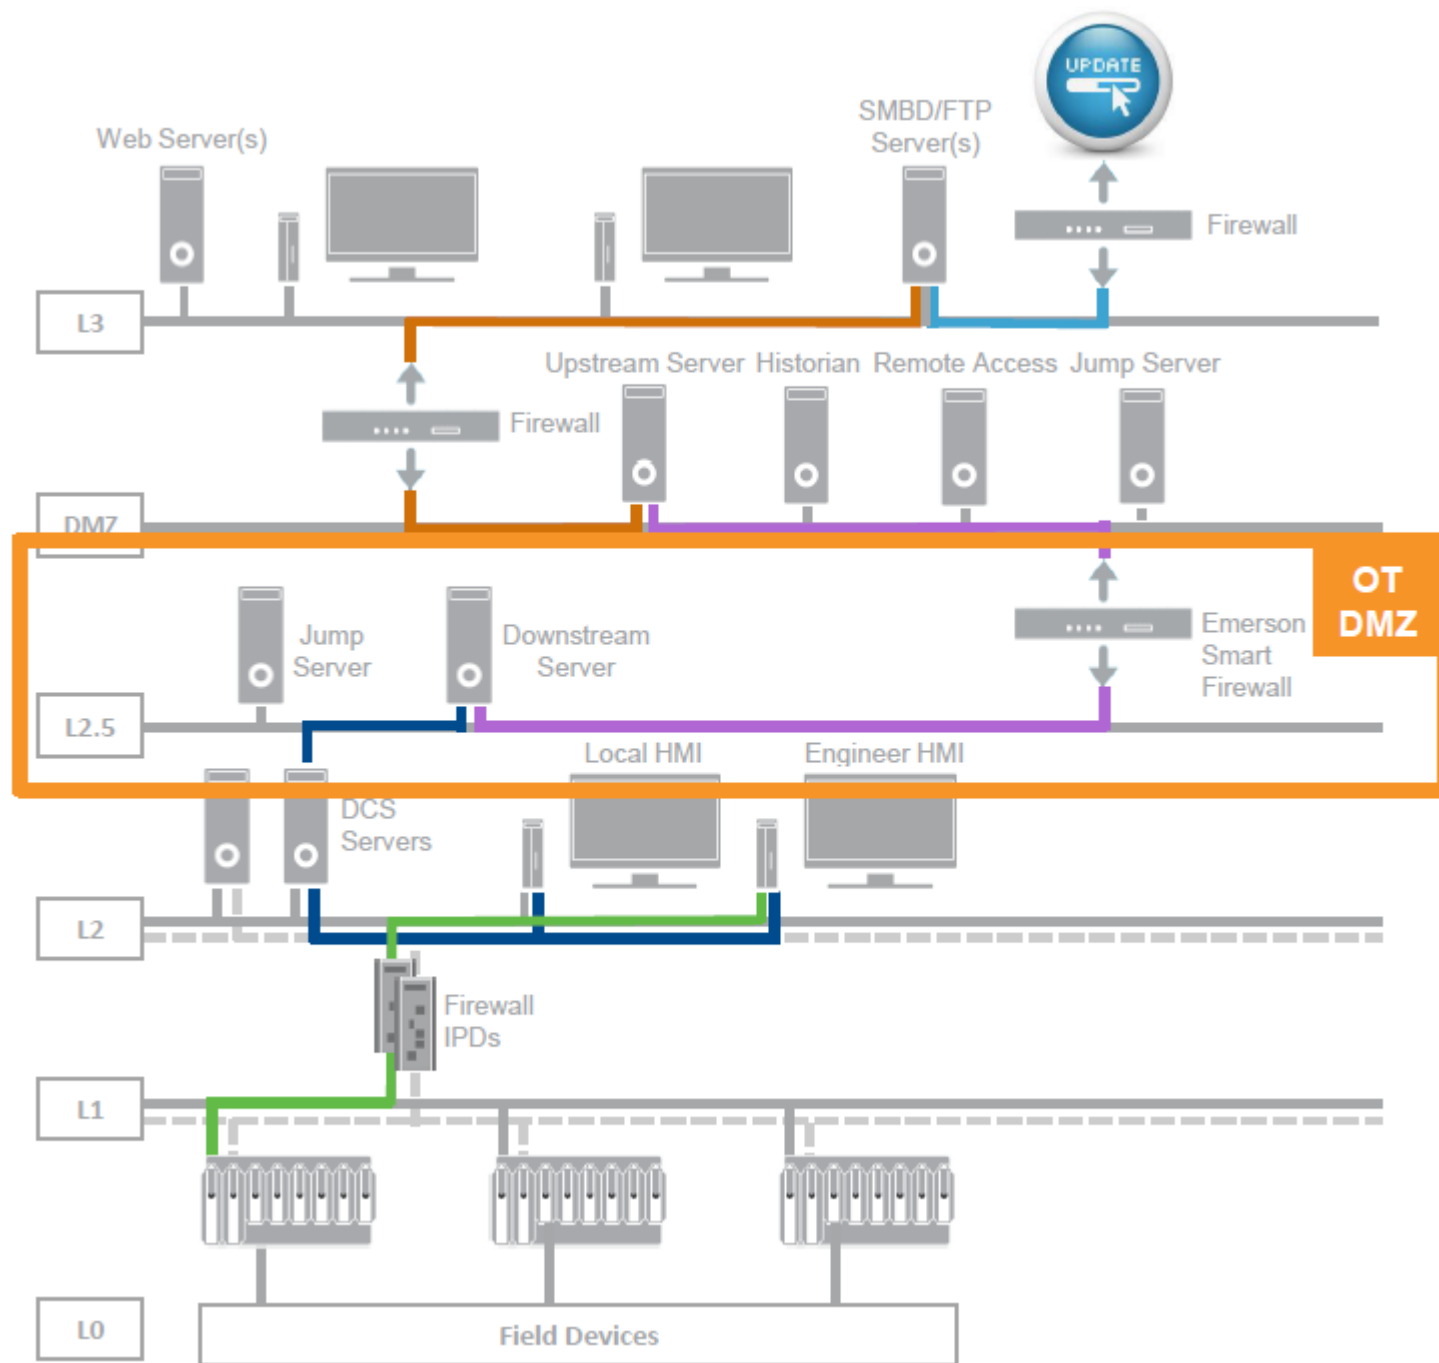 UPDATE
SMBD/FTP
Server(s)
Web Server(s)
Firewall
L3
Upstream Server
Historian
Remote Access
Jump Server
Firewall
DMZ
OT
DMZ
Jump
Server
Downstream
Server
Emerson
Smart
Firewall
L2.5
Local HMI
Engineer HMI
DCS
Servers
L2
Firewall
IPDs
L1
L0
Field Devices